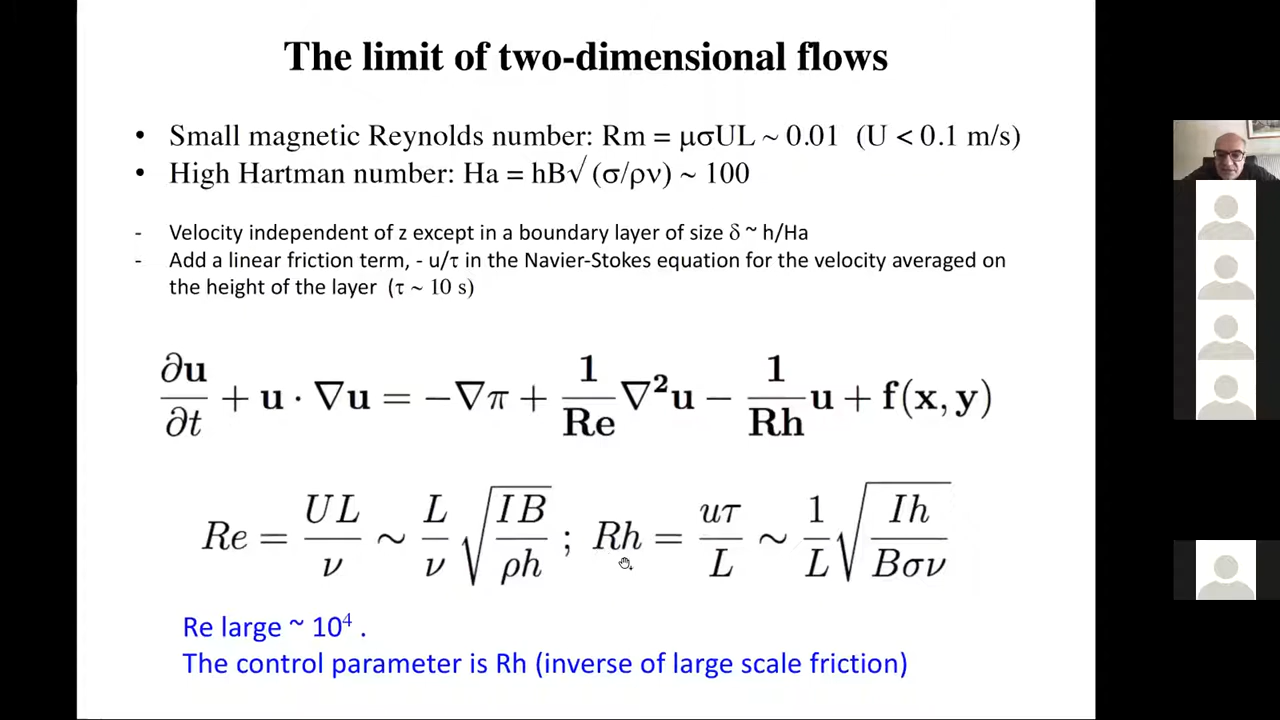 The limit of two-dimensional flows
• Small magnetic Reynolds number: Rm = μσUL ~ 0.01 (U < 0.1 m/s)
• High Hartman number: Ha = hB√ (σ/ρν) ~ 100
- Velocity independent of z except in a boundary layer of size δ ~ h/Ha
- Add a linear friction term, - u/τ in the Navier-Stokes equation for the velocity averaged on
the height of the layer (τ ~ 10 s)
∂u/∂t + u · ∇u = −∇π + 1/Re ∇²u − 1/Rh u + f(x, y)
Re = UL/ν ∼ L/ν √(IB/ρh) ; Rh = uτ/L ∼ 1/L √(Ih/Bσν)
Re large ~ 10⁴ .
The control parameter is Rh (inverse of large scale friction)